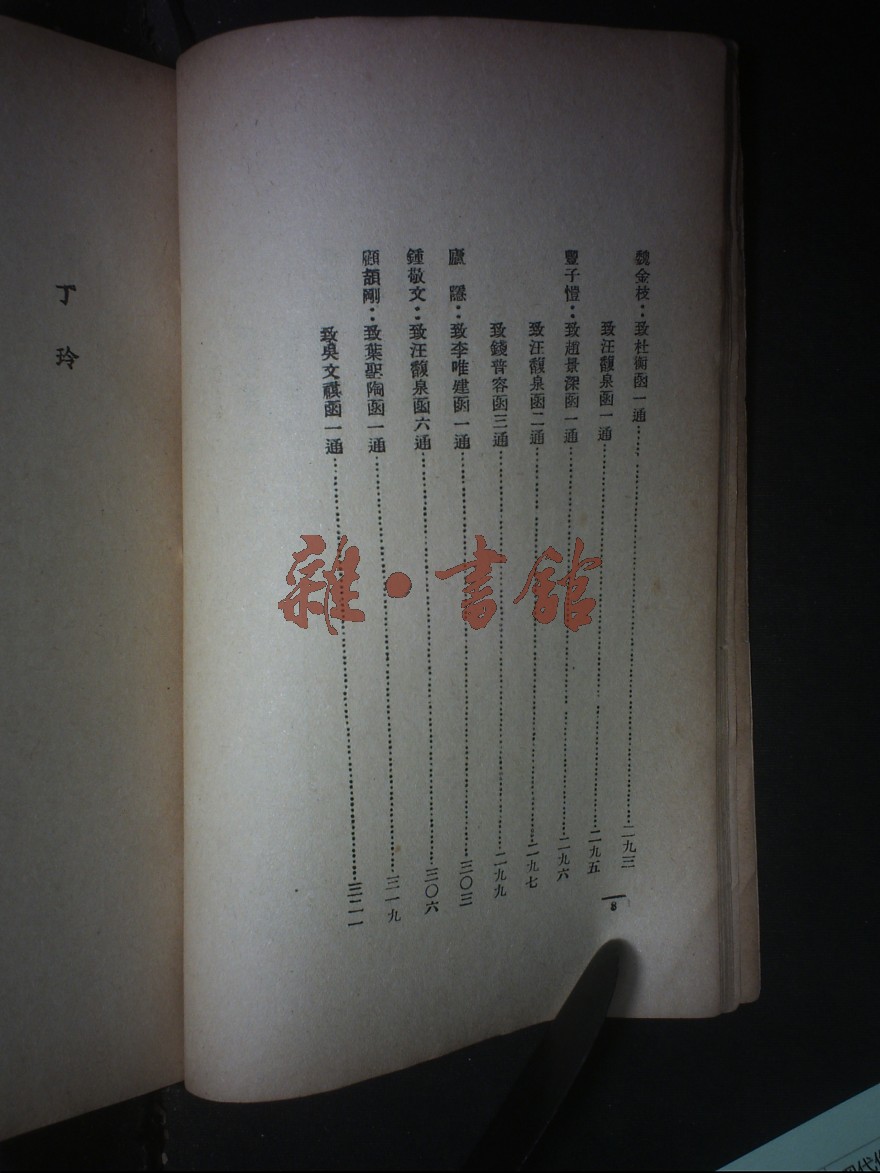 魏金枝：致杜衡函一通………二九三
致汪馥泉函一通………二九五
豐子愷：致趙景深函一通………二九六
致汪馥泉函二通………二九七
致錢音容函三通………二九九
廬　隱：致李唯建函一通………三〇三
鍾敬文：致汪馥泉函六通………三〇六
顧頡剛：致葉聖陶函一通………三一九
致吳文祺函一通………三二一
8
丁玲
雜・書館